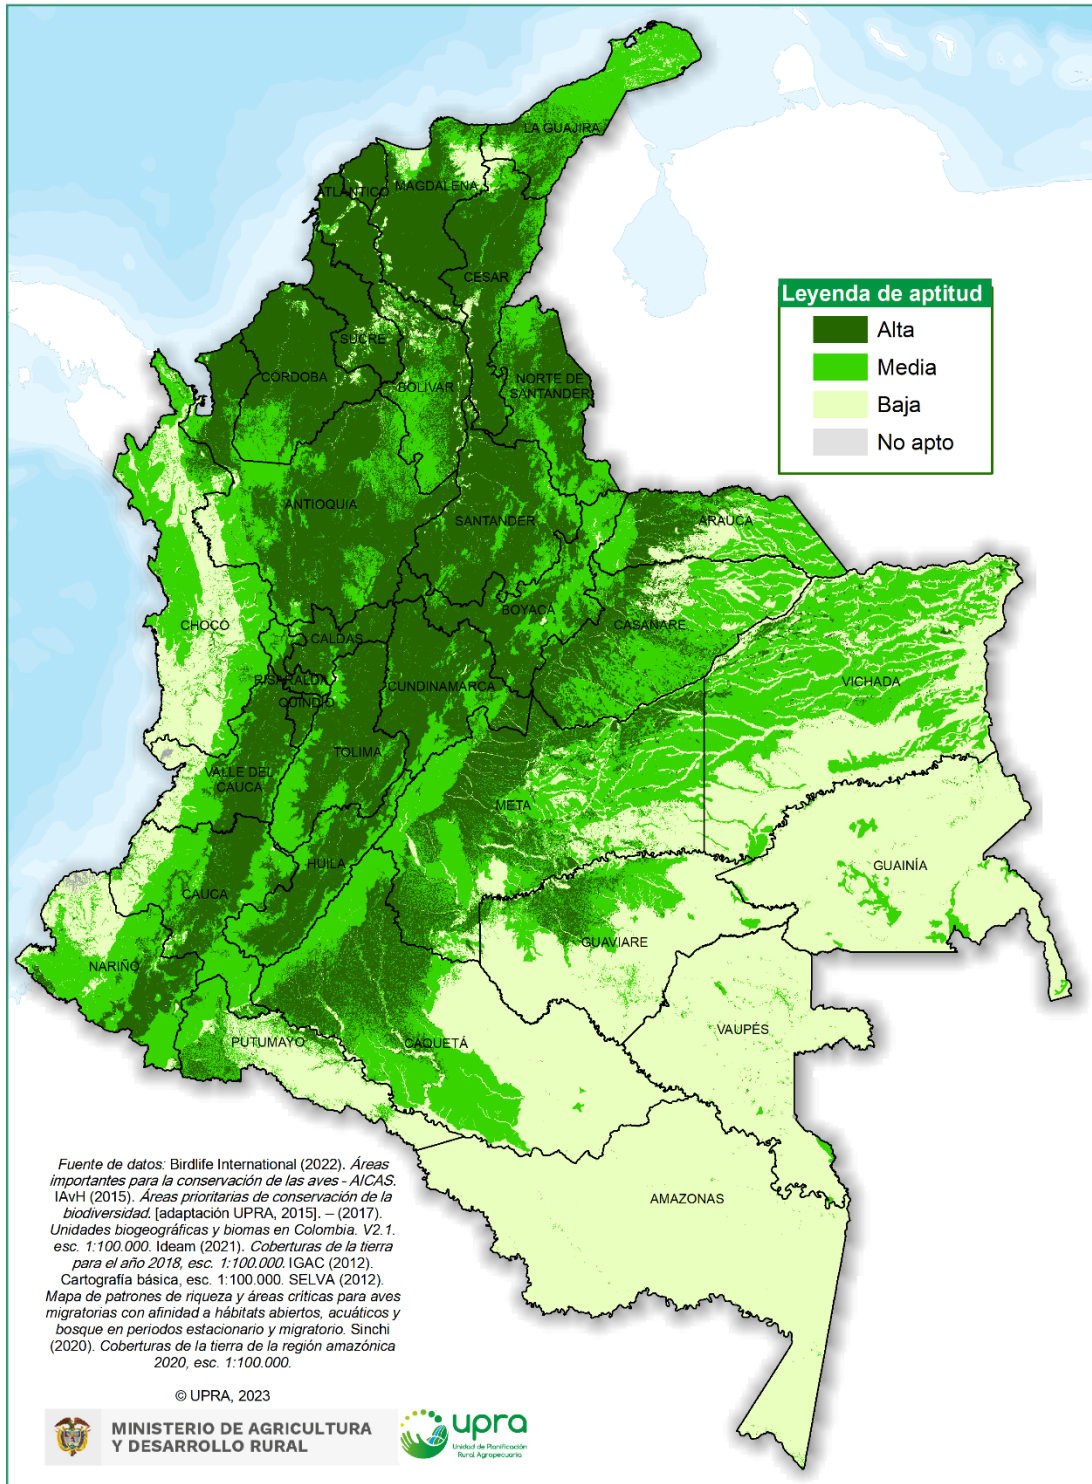 LA GUAJIRA
ATLÁNTICO
MAGDALENA
CESAR
Leyenda de aptitud
Alta
Media
Baja
No apto
SUCRE
CÓRDOBA
BOLÍVAR
NORTE DE
SANTANDER
ANTIOQUIA
SANTANDER
ARAUCA
BOYACÁ
CASANARE
CHOCÓ
CALDAS
RISARALDA
CUNDINAMARCA
VICHADA
QUINDÍO
TOLIMA
VALLE DEL
CAUCA
META
HUILA
GUAINÍA
CAUCA
GUAVIARE
NARIÑO
VAUPÉS
PUTUMAYO
CAQUETÁ
AMAZONAS
Fuente de datos: Birdlife International (2022). Áreas
importantes para la conservación de las aves - AICAS.
IAvH (2015). Áreas prioritarias de conservación de la
biodiversidad. [adaptación UPRA, 2015]. – (2017).
Unidades biogeográficas y biomas en Colombia. V2.1.
esc. 1:100.000. Ideam (2021). Coberturas de la tierra
para el año 2018, esc. 1:100.000. IGAC (2012).
Cartografía básica, esc. 1:100.000. SELVA (2012).
Mapa de patrones de riqueza y áreas críticas para aves
migratorias con afinidad a hábitats abiertos, acuáticos y
bosque en periodos estacionario y migratorio. Sinchi
(2020). Coberturas de la tierra de la región amazónica
2020, esc. 1:100.000.
© UPRA, 2023
MINISTERIO DE AGRICULTURA
Y DESARROLLO RURAL
upra
Unidad de Planificación
Rural Agropecuaria